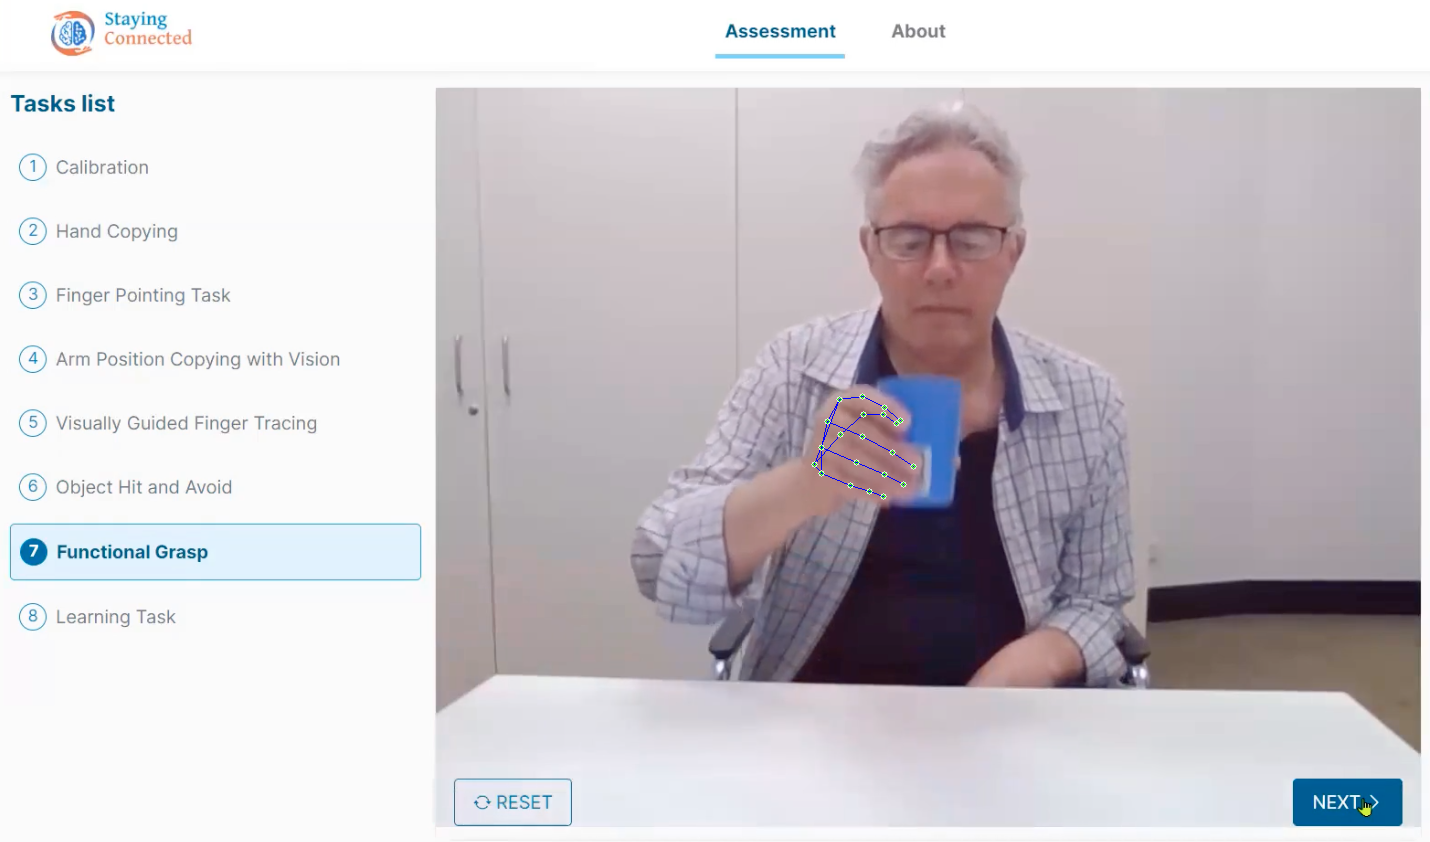 Staying
Connected
Assessment
About
Tasks list
1 Calibration
2 Hand Copying
3 Finger Pointing Task
4 Arm Position Copying with Vision
5 Visually Guided Finger Tracing
6 Object Hit and Avoid
7 Functional Grasp
8 Learning Task
RESET
NEXT